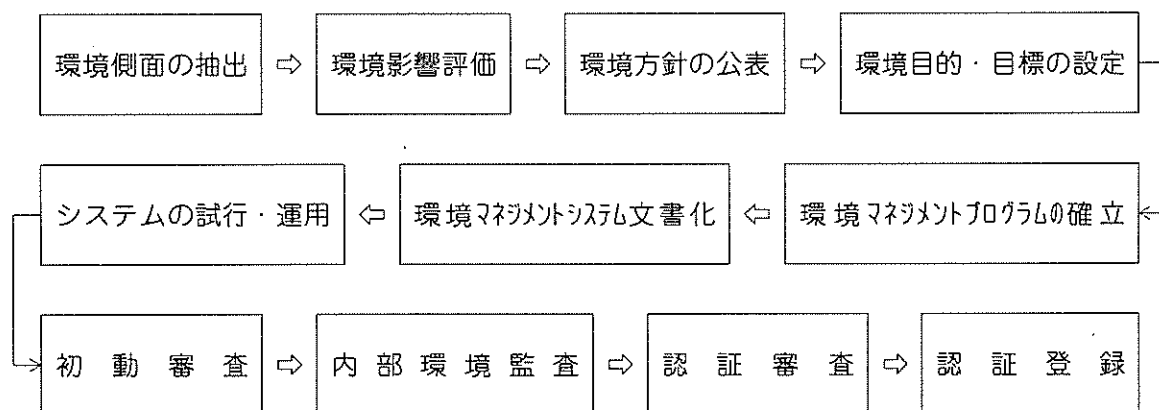 環境側面の抽出 ⇨ 環境影響評価 ⇨ 環境方針の公表 ⇨ 環境目的・目標の設定
システムの試行・運用 ⇦ 環境マネジメントシステム文書化 ⇦ 環境マネジメントプログラムの確立
初動審査 ⇨ 内部環境監査 ⇨ 認証審査 ⇨ 認証登録